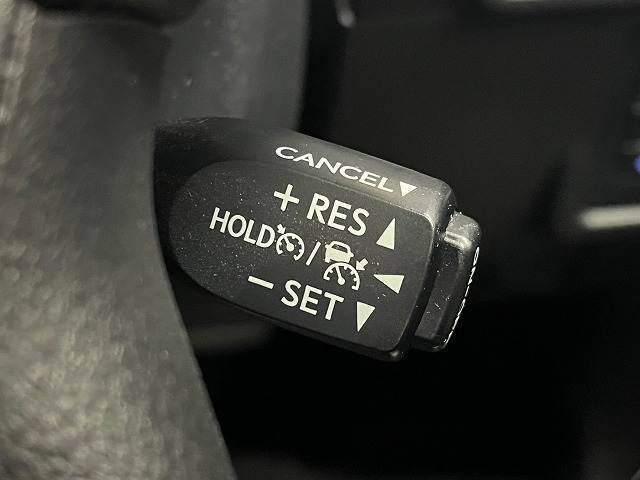 CANCEL▼
+ RES ▲
HOLD / ◀
− SET ▼